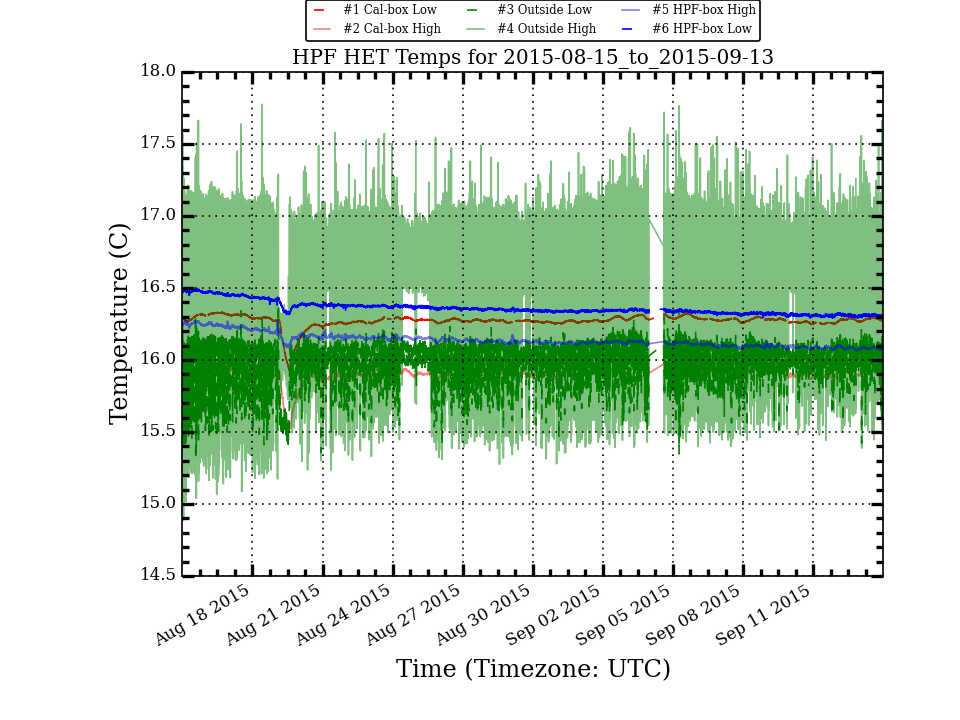 #1 Cal-box Low #3 Outside Low #5 HPF-box High
#2 Cal-box High #4 Outside High #6 HPF-box Low
HPF HET Temps for 2015-08-15_to_2015-09-13
18.0
17.5
17.0
16.5
16.0
15.5
15.0
14.5
Temperature (C)
Aug 18 2015
Aug 21 2015
Aug 24 2015
Aug 27 2015
Aug 30 2015
Sep 02 2015
Sep 05 2015
Sep 08 2015
Sep 11 2015
Time (Timezone: UTC)